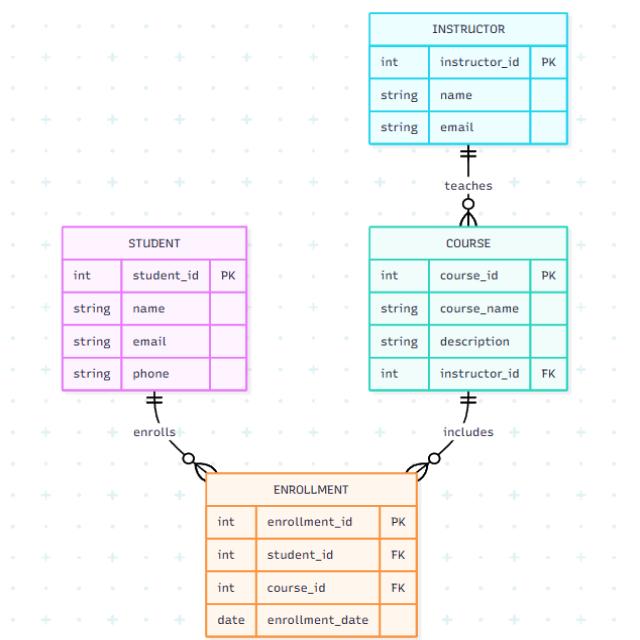 INSTRUCTOR
int instructor_id PK
string name
string email
teaches
STUDENT
int student_id PK
string name
string email
string phone
COURSE
int course_id PK
string course_name
string description
int instructor_id FK
enrolls
includes
ENROLLMENT
int enrollment_id PK
int student_id FK
int course_id FK
date enrollment_date